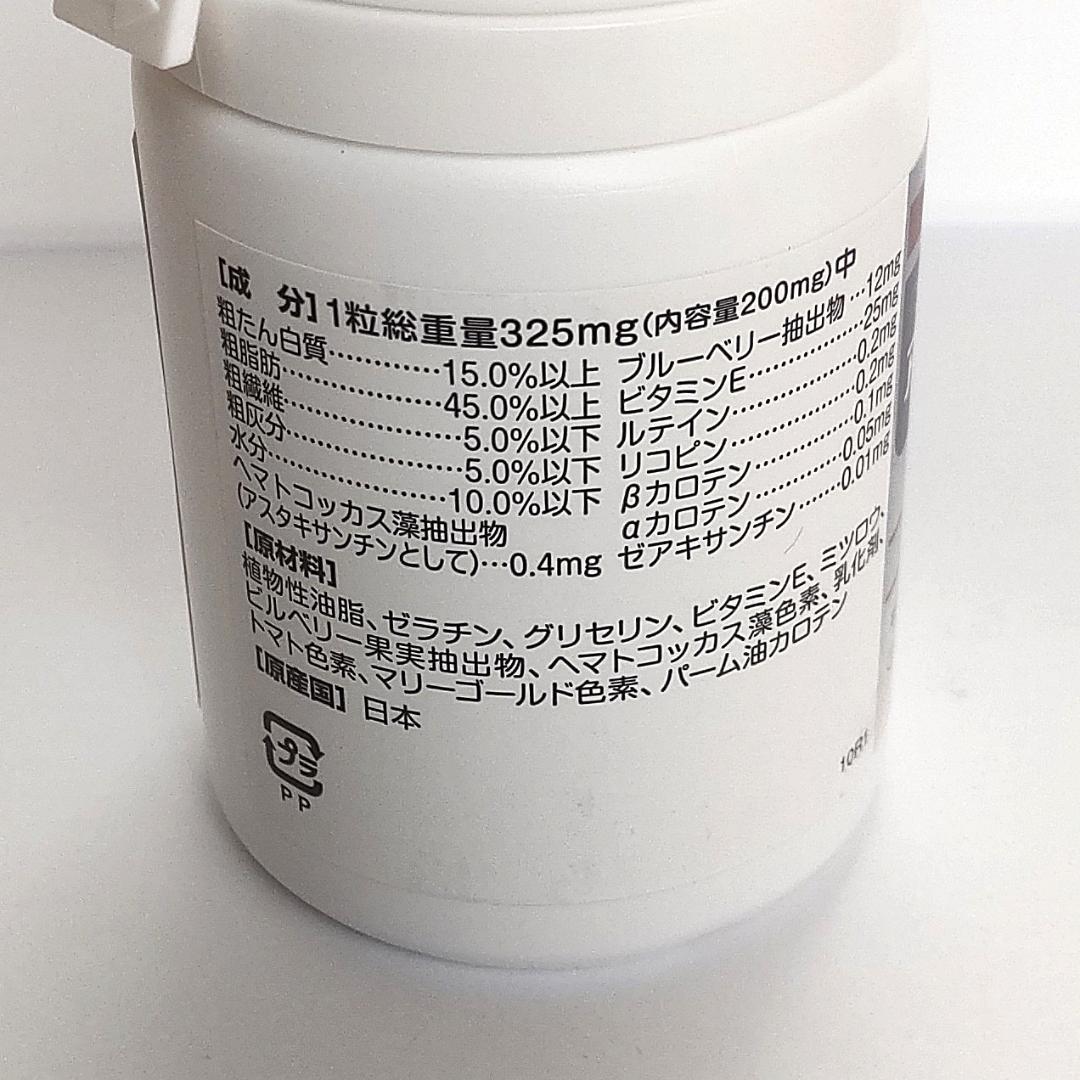 [成 分] 1粒総重量325mg(内容量200mg)中
粗たん白質…………15.0%以上
粗脂肪………………45.0%以上
粗繊維…………………5.0%以下
粗灰分…………………5.0%以下
水分…………………10.0%以下
ヘマトコッカス藻抽出物
(アスタキサンチンとして)…0.4mg
ブルーベリー抽出物…12mg
ビタミンE……………25mg
ルテイン……………0.2mg
リコピン……………0.2mg
βカロテン…………0.1mg
αカロテン…………0.05mg
ゼアキサンチン……0.01mg
[原材料]
植物性油脂、ゼラチン、グリセリン、ビタミンE、ミツロウ、
ビルベリー果実抽出物、ヘマトコッカス藻色素、乳化剤、
トマト色素、マリーゴールド色素、パーム油カロテン
[原産国] 日本
プラ
PP